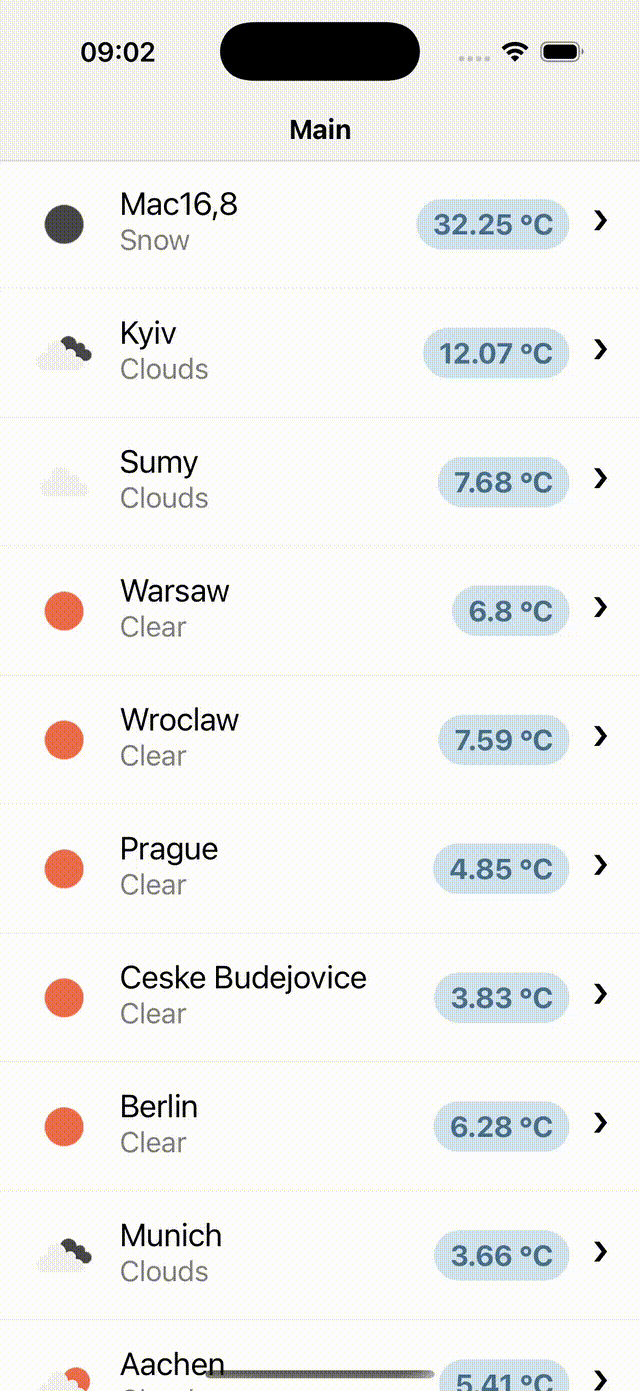 09:02
Main
Mac16,8
Snow
32.25 °C
Kyiv
Clouds
12.07 °C
Sumy
Clouds
7.68 °C
Warsaw
Clear
6.8 °C
Wroclaw
Clear
7.59 °C
Prague
Clear
4.85 °C
Ceske Budejovice
Clear
3.83 °C
Berlin
Clear
6.28 °C
Munich
Clouds
3.66 °C
Aachen
5.41 °C